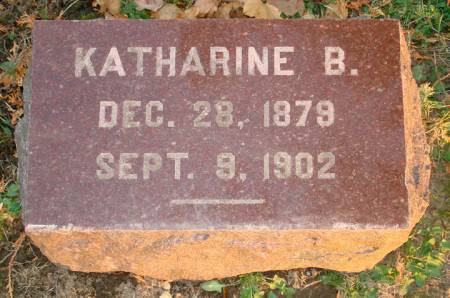 KATHARINE B.
DEC. 28, 1879
SEPT. 9, 1902